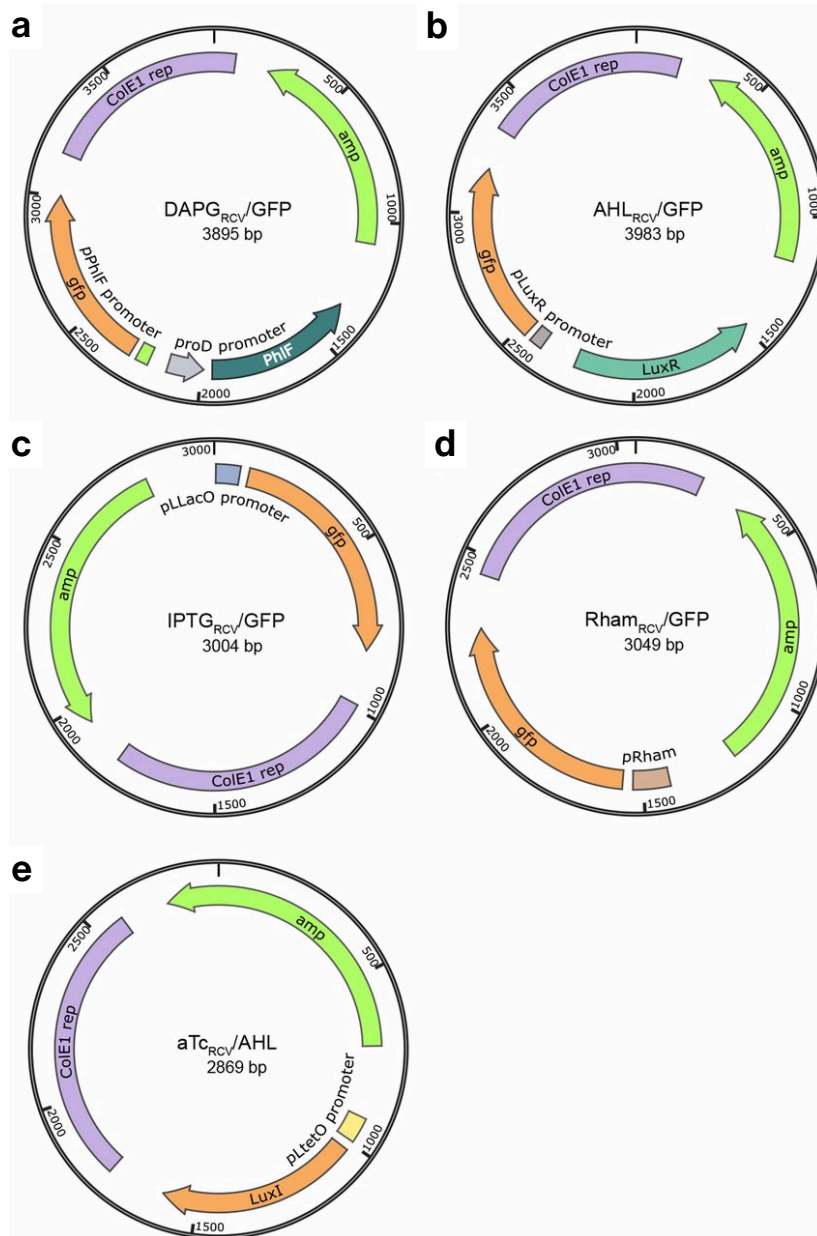 a
ColE1 rep
amp
gfp
pPhlF promoter
proD promoter
PhlF
DAPGRCV/GFP
3895 bp
500
1000
1500
2000
2500
3000
3500
b
ColE1 rep
amp
gfp
pLuxR promoter
LuxR
AHLRCV/GFP
3983 bp
500
1000
1500
2000
2500
3000
3500
c
pLLacO promoter
gfp
amp
ColE1 rep
IPTGRCV/GFP
3004 bp
500
1000
1500
2000
2500
3000
d
ColE1 rep
amp
gfp
pRham
RhamRCV/GFP
3049 bp
500
1000
1500
2000
2500
3000
e
amp
ColE1 rep
pLtetO promoter
LuxI
aTcRCV/AHL
2869 bp
500
1000
1500
2000
2500